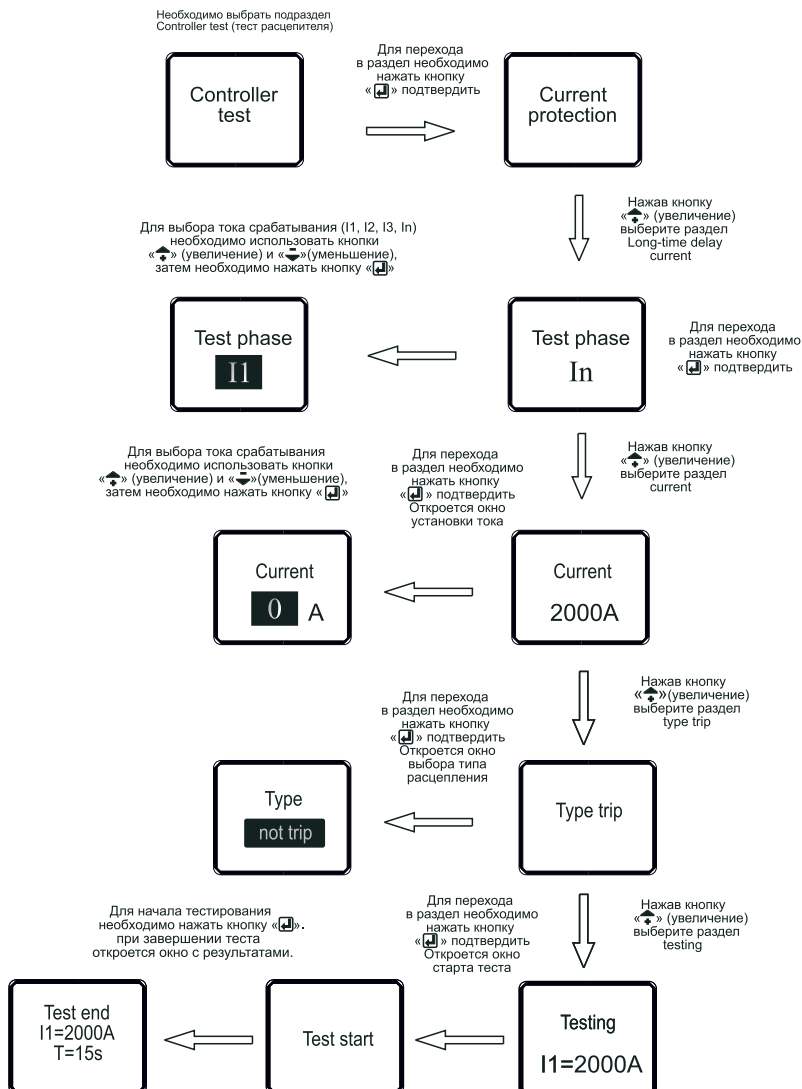 Необходимо выбрать подраздел
Controller test (тест расцепителя)
Controller
test
Для перехода
в раздел необходимо
нажать кнопку
«↵» подтвердить
Current
protection
Нажав кнопку
«+» (увеличение)
выберите раздел
Long-time delay
current
Для выбора тока срабатывания (I1, I2, I3, In)
необходимо использовать кнопки
«+» (увеличение) и «-»(уменьшение),
затем необходимо нажать кнопку «↵»
Test phase
I1
Test phase
In
Для перехода
в раздел необходимо
нажать кнопку
«↵» подтвердить
Нажав кнопку
«+» (увеличение)
выберите раздел
current
Для выбора тока срабатывания
необходимо использовать кнопки
«+» (увеличение) и «-»(уменьшение),
затем необходимо нажать кнопку «↵»
Для перехода
в раздел необходимо
нажать кнопку
«↵» подтвердить
Откроется окно
установки тока
Current
0 A
Current
2000A
Нажав кнопку
«+»(увеличение)
выберите раздел
type trip
Для перехода
в раздел необходимо
нажать кнопку
«↵» подтвердить
Откроется окно
выбора типа
расцепления
Type
not trip
Type trip
Нажав кнопку
«+» (увеличение)
выберите раздел
testing
Для перехода
в раздел необходимо
нажать кнопку
«↵» подтвердить
Откроется окно
старта теста
Для начала тестирования
необходимо нажать кнопку «↵».
при завершении теста
откроется окно с результатами.
Test end
I1=2000A
T=15s
Test start
Testing
I1=2000A